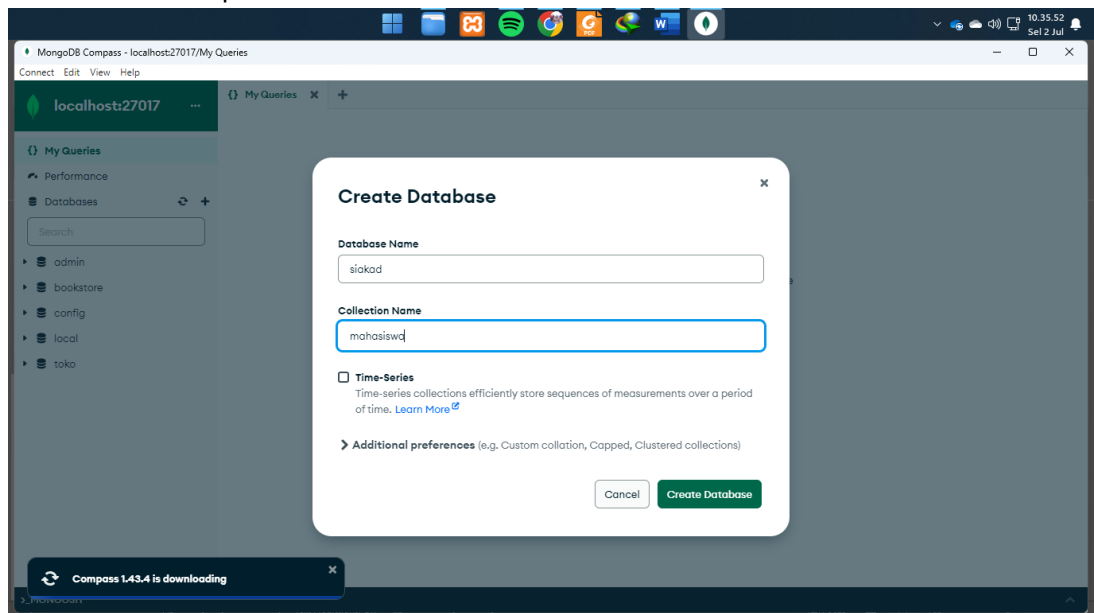 10.35.52
Sel 2 Jul
MongoDB Compass - localhost:27017/My Queries
Connect Edit View Help
localhost:27017 ...
{} My Queries
{} My Queries
Performance
Databases
Search
admin
bookstore
config
local
toko
Create Database
Database Name
siakad
Collection Name
mahasiswa
Time-Series
Time-series collections efficiently store sequences of measurements over a period
of time. Learn More
Additional preferences (e.g. Custom collation, Capped, Clustered collections)
Cancel Create Database
Compass 1.43.4 is downloading
>_MONGOSH